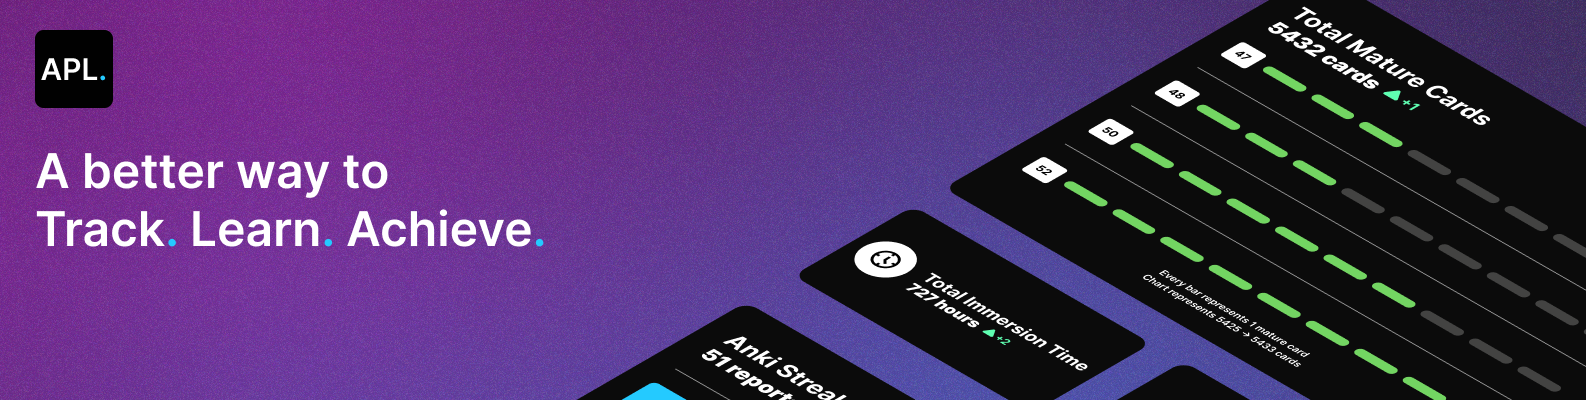 APL.
A better way to
Track. Learn. Achieve.
Total Mature Cards
5432 cards
+1
47
48
50
52
Every bar represents 1 mature card
Chart represents 5425 → 5433 cards
Total Immersion Time
727 hours
+2
Anki Streak
51 report